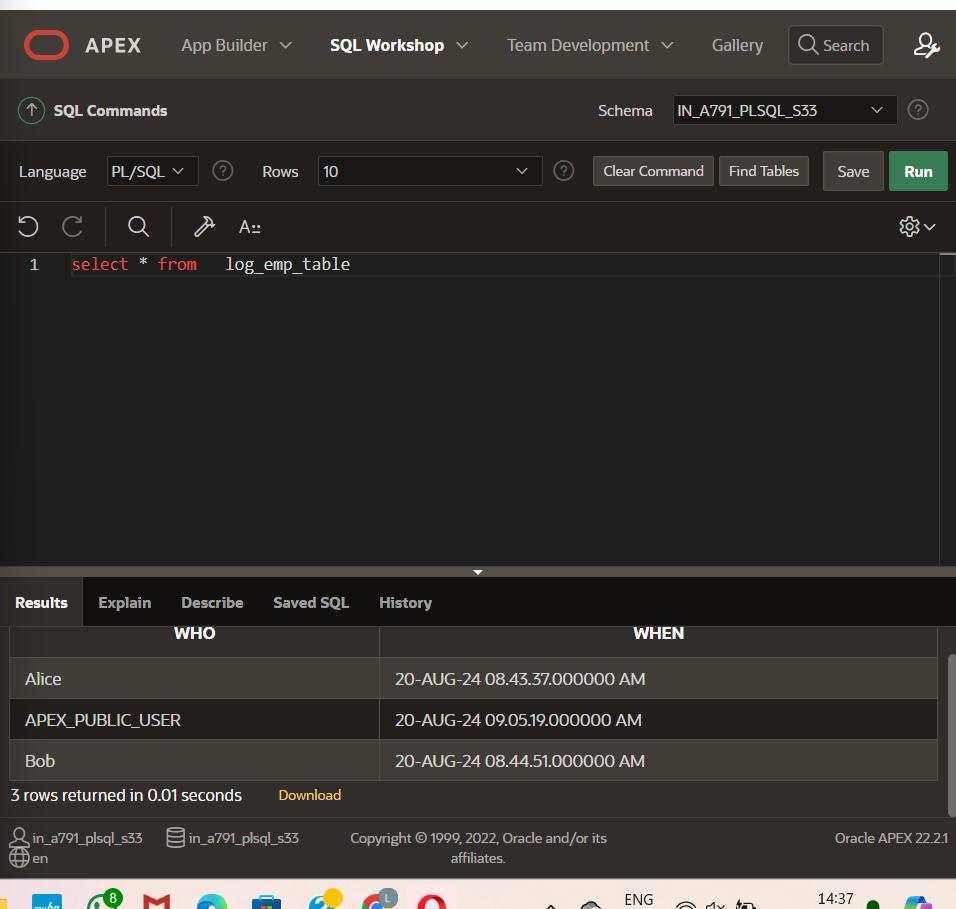 APEX App Builder SQL Workshop Team Development Gallery Search
SQL Commands Schema IN_A791_PLSQL_S33 ?
Language PL/SQL ? Rows 10 ? Clear Command Find Tables Save Run
A::
1 select * from log_emp_table
Results Explain Describe Saved SQL History
WHO WHEN
Alice 20-AUG-24 08.43.37.000000 AM
APEX_PUBLIC_USER 20-AUG-24 09.05.19.000000 AM
Bob 20-AUG-24 08.44.51.000000 AM
3 rows returned in 0.01 seconds Download
in_a791_plsql_s33 in_a791_plsql_s33 Copyright © 1999, 2022, Oracle and/or its Oracle APEX 22.2.1
en affiliates.
8 L ENG 14:37